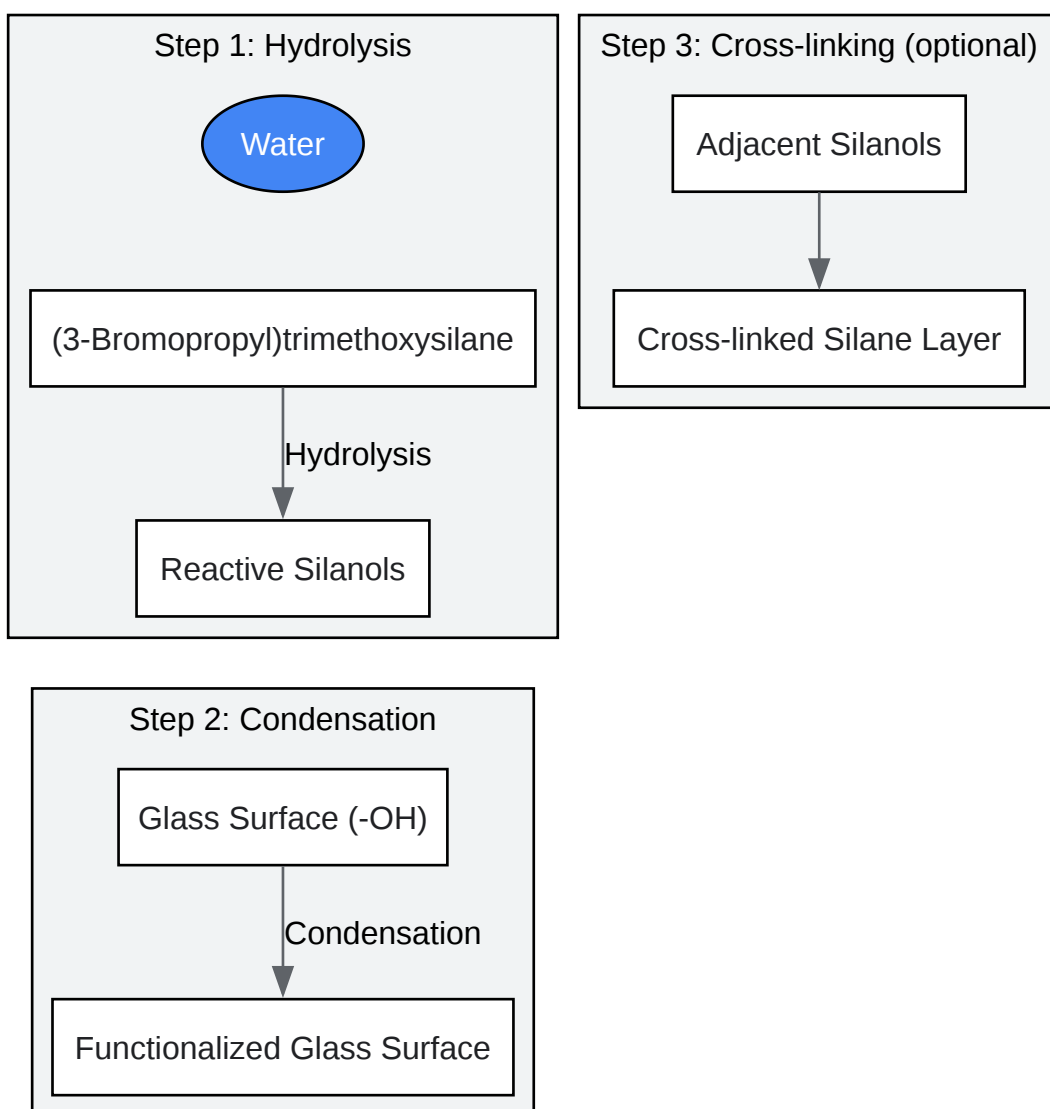 Step 1: Hydrolysis
Water
(3-Bromopropyl)trimethoxysilane
Hydrolysis
Reactive Silanols
Step 2: Condensation
Glass Surface (-OH)
Condensation
Functionalized Glass Surface
Step 3: Cross-linking (optional)
Adjacent Silanols
Cross-linked Silane Layer